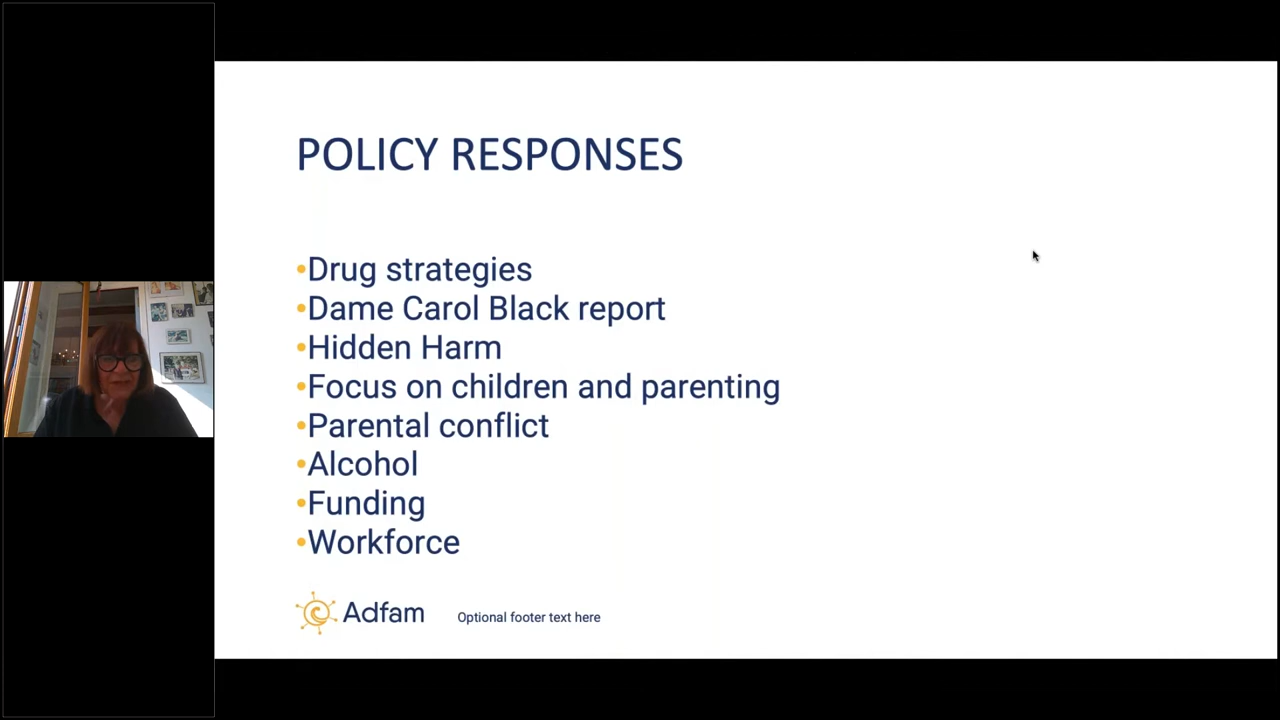 POLICY RESPONSES
•Drug strategies
•Dame Carol Black report
•Hidden Harm
•Focus on children and parenting
•Parental conflict
•Alcohol
•Funding
•Workforce
Adfam
Optional footer text here